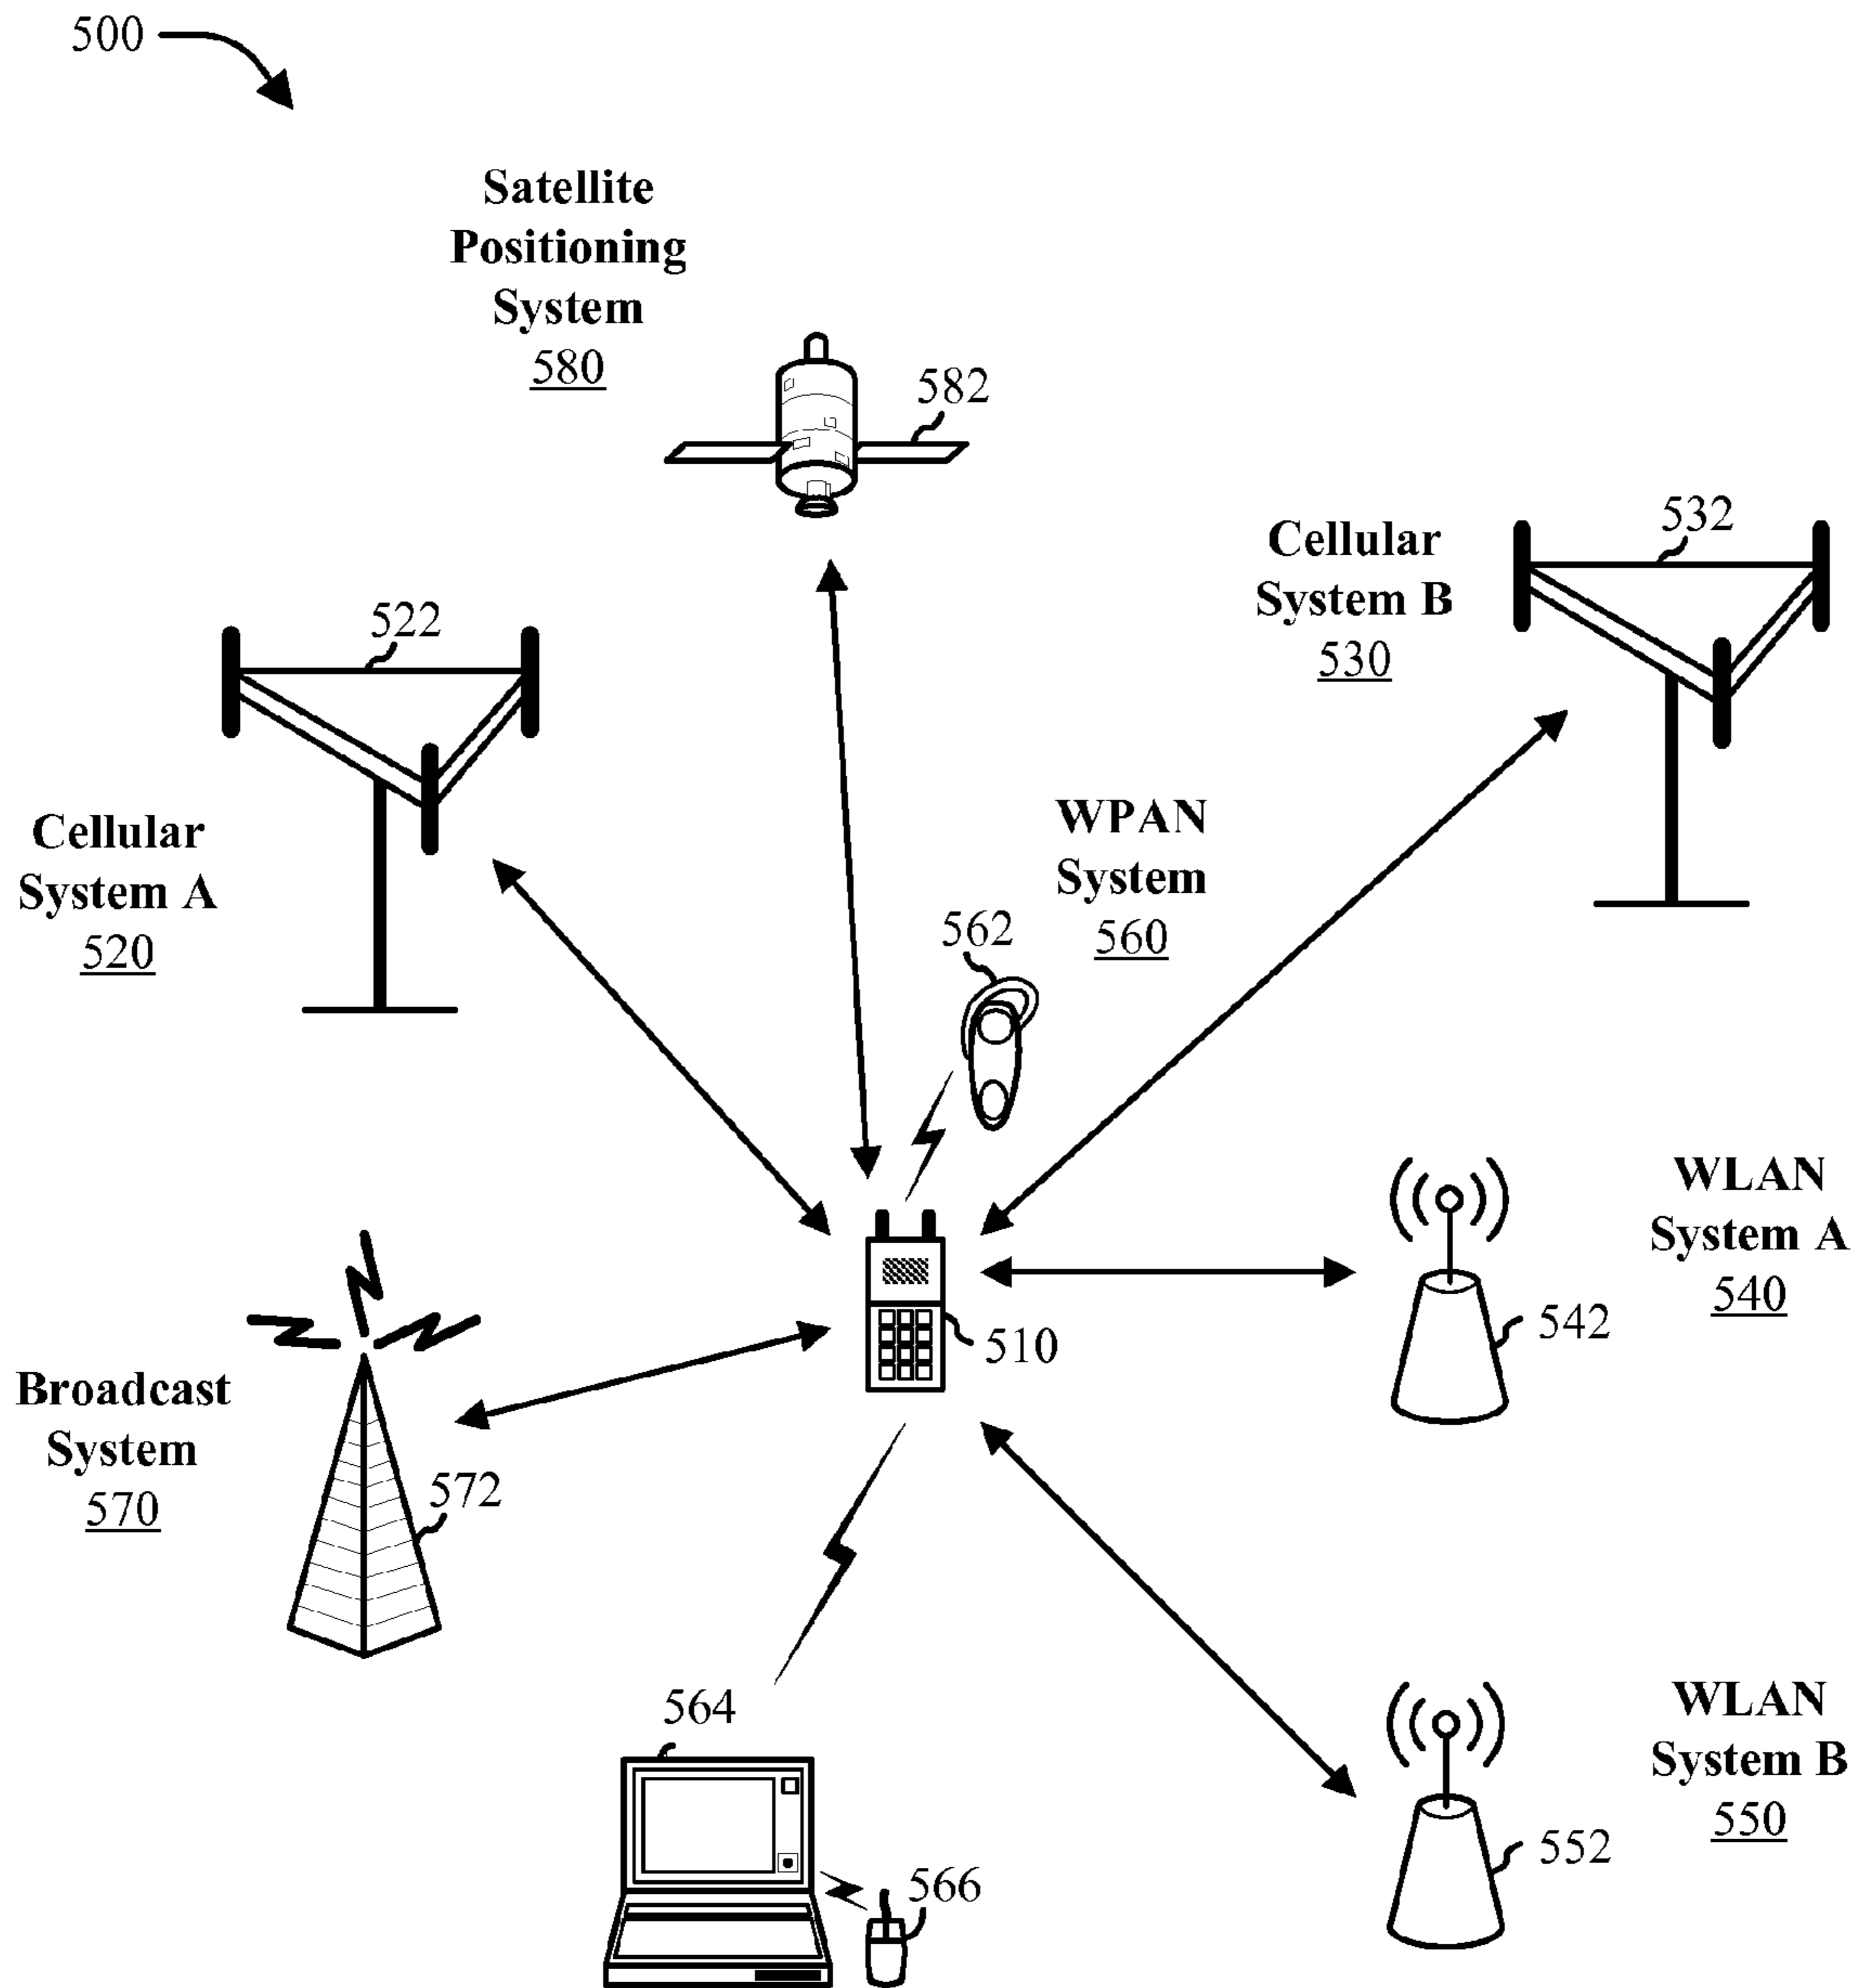 500
Satellite
Positioning
System
580
582
Cellular
System B
530
532
522
Cellular
System A
520
WPAN
System
560
562
WLAN
System A
540
542
510
Broadcast
System
570
572
564
566
WLAN
System B
550
552